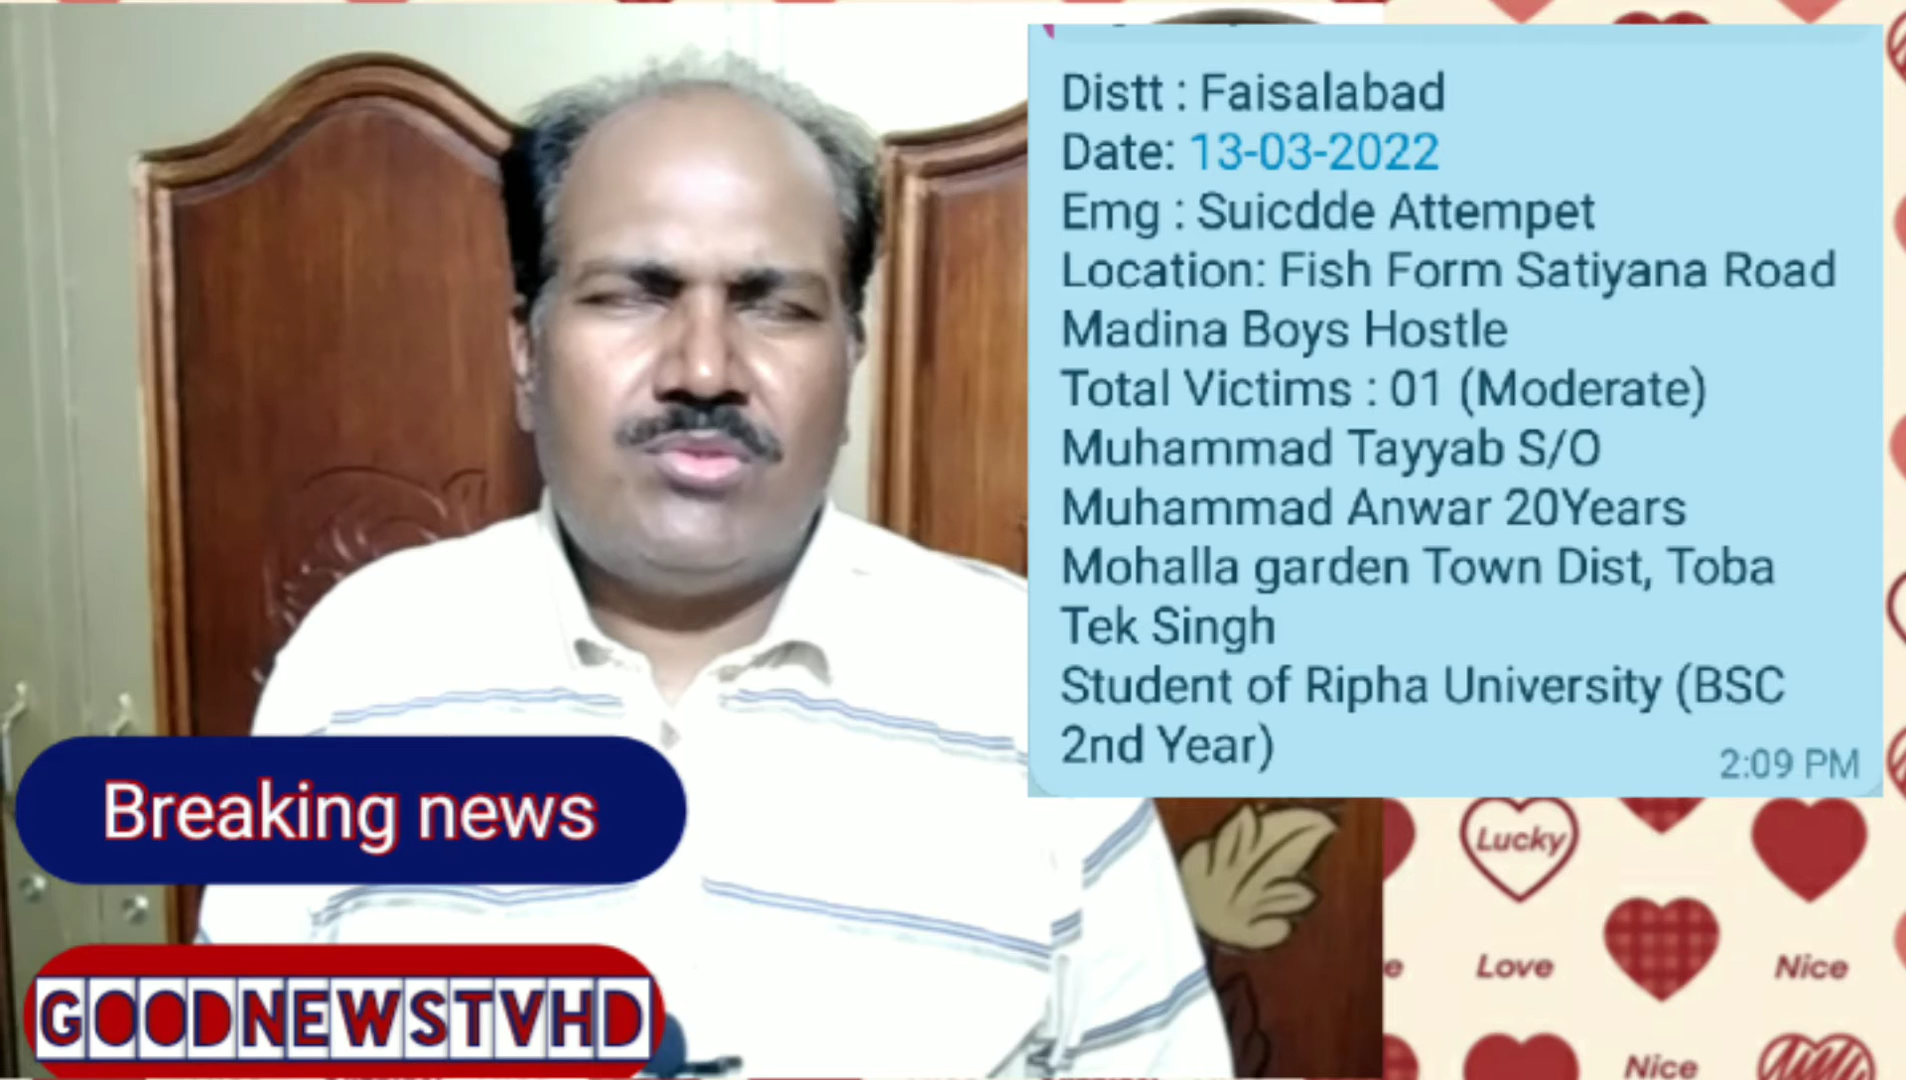 Distt : Faisalabad
Date: 13-03-2022
Emg : Suicdde Attempet
Location: Fish Form Satiyana Road
Madina Boys Hostle
Total Victims : 01 (Moderate)
Muhammad Tayyab S/O
Muhammad Anwar 20Years
Mohalla garden Town Dist, Toba
Tek Singh
Student of Ripha University (BSC
2nd Year)
2:09 PM
Breaking news
GOODNEWSTVHD
Lucky
Love
Nice
Nice